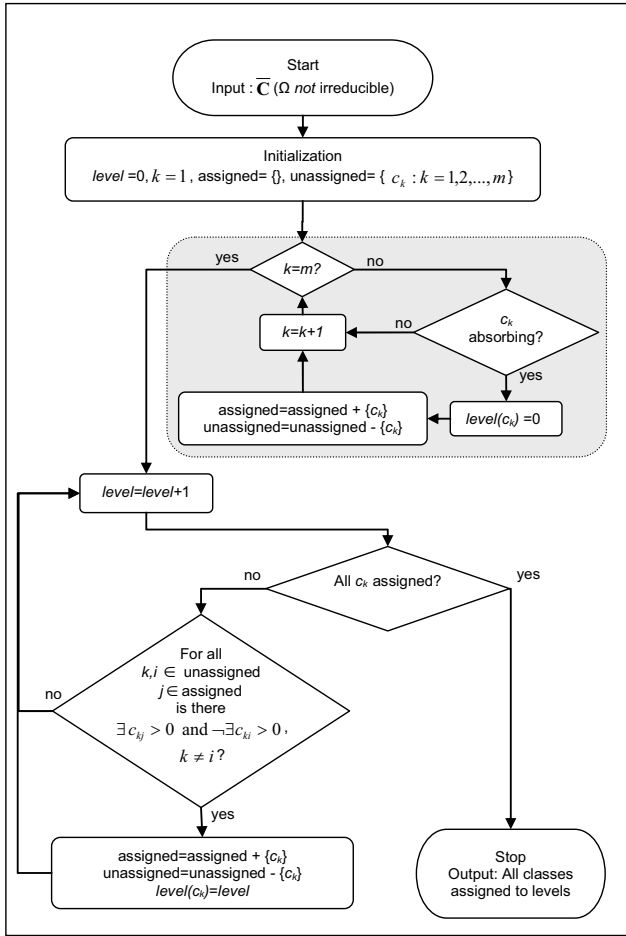 Start
Input : C̅ (Ω not irreducible)
Initialization
level =0, k = 1 , assigned= {}, unassigned= { c_k : k = 1,2,...,m}
yes
k=m?
no
c_k
absorbing?
no
k=k+1
yes
assigned=assigned + {c_k}
unassigned=unassigned - {c_k}
level(c_k) =0
level=level+1
no
All c_k assigned?
yes
For all
k,i ∈ unassigned
j ∈ assigned
is there
∃ c_kj > 0 and ¬∃ c_ki > 0 ,
k ≠ i ?
no
yes
assigned=assigned + {c_k}
unassigned=unassigned - {c_k}
level(c_k)=level
Stop
Output: All classes
assigned to levels